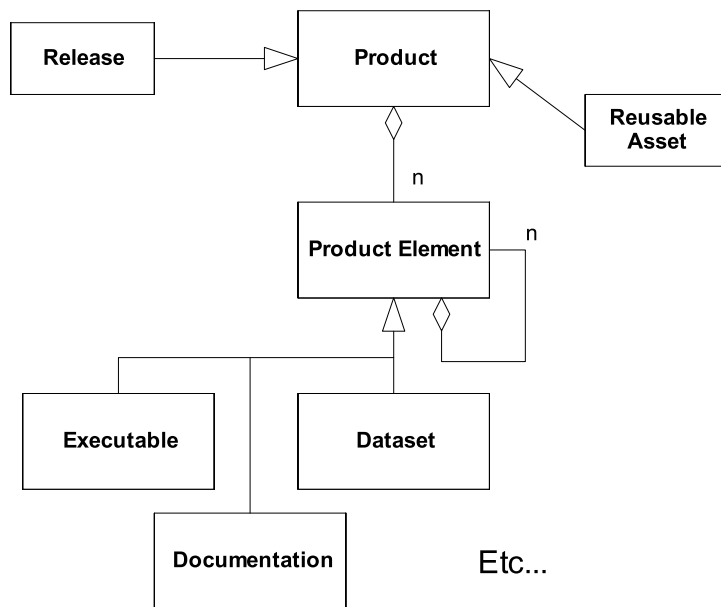 Release
Product
Reusable
Asset
n
Product Element
n
Executable
Dataset
Documentation
Etc...